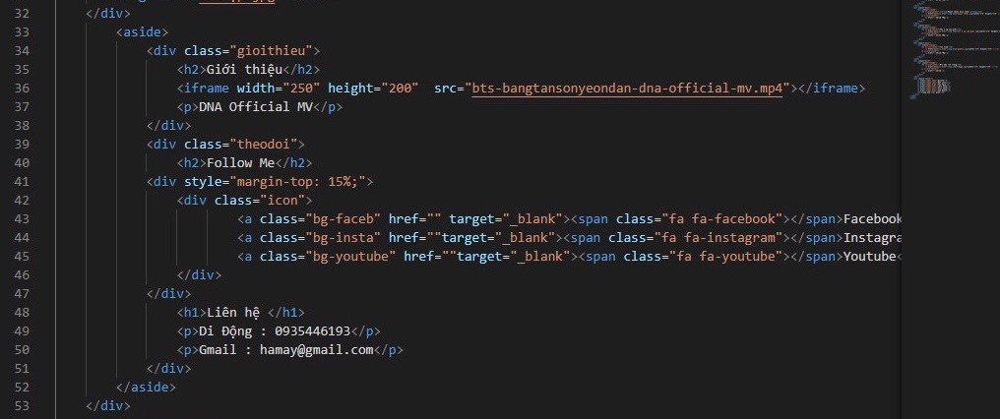 32 </div>
33 <aside>
34 <div class="gioithieu">
35 <h2>Giới thiệu</h2>
36 <iframe width="250" height="200"  src="bts-bangtansonyeondan-dna-official-mv.mp4"></iframe>
37 <p>DNA Official MV</p>
38 </div>
39 <div class="theodoi">
40 <h2>Follow Me</h2>
41 <div style="margin-top: 15%;">
42 <div class="icon">
43 <a class="bg-faceb" href="" target="_blank"><span class="fa fa-facebook"></span>Facebook
44 <a class="bg-insta" href=""target="_blank"><span class="fa fa-instagram"></span>Instagra
45 <a class="bg-youtube" href=""target="_blank"><span class="fa fa-youtube"></span>Youtube<
46 </div>
47 </div>
48 <h1>Liên hệ </h1>
49 <p>Di Động : 0935446193</p>
50 <p>Gmail : hamay@gmail.com</p>
51 </div>
52 </aside>
53 </div>